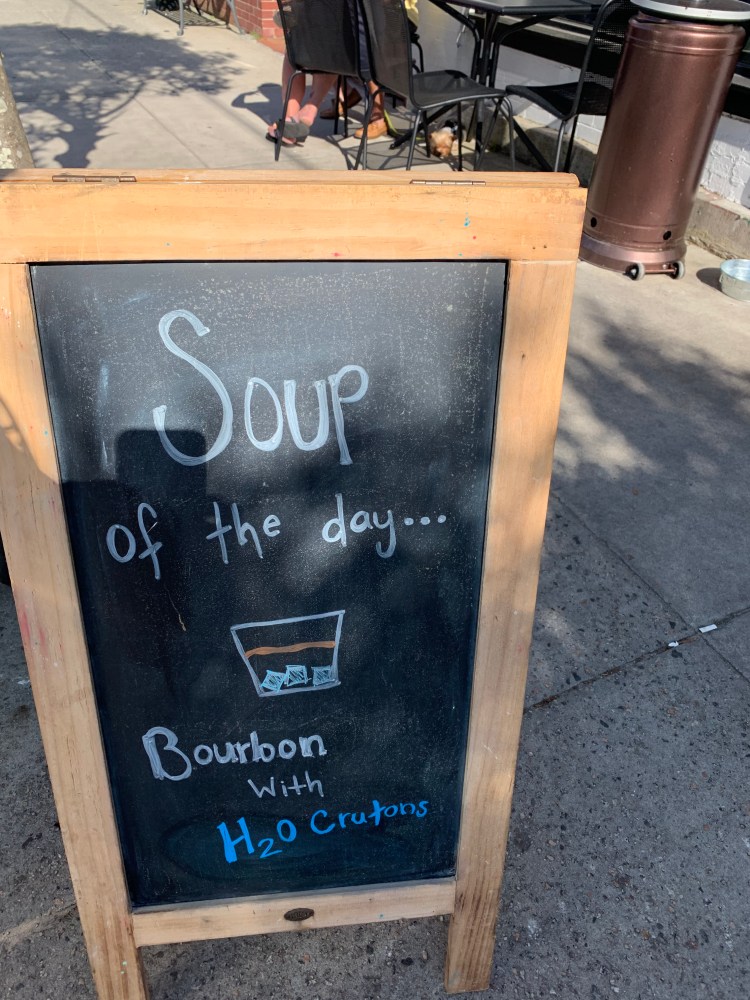 Soup
of the day...
Bourbon
with
H₂O Crutons